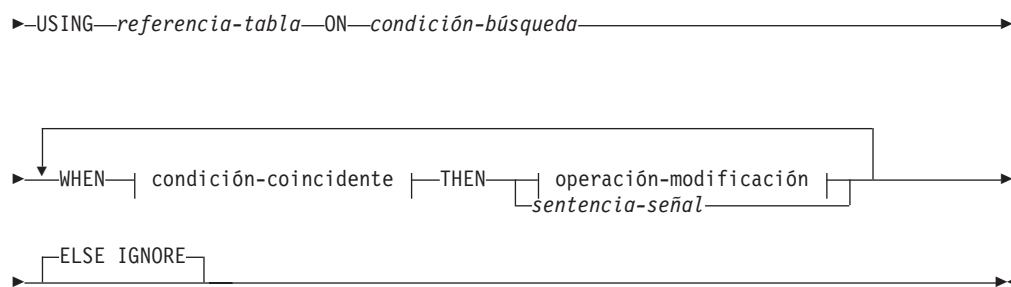 USING referencia-tabla ON condición-búsqueda
WHEN condición-coincidente THEN operación-modificación
sentencia-señal
ELSE IGNORE